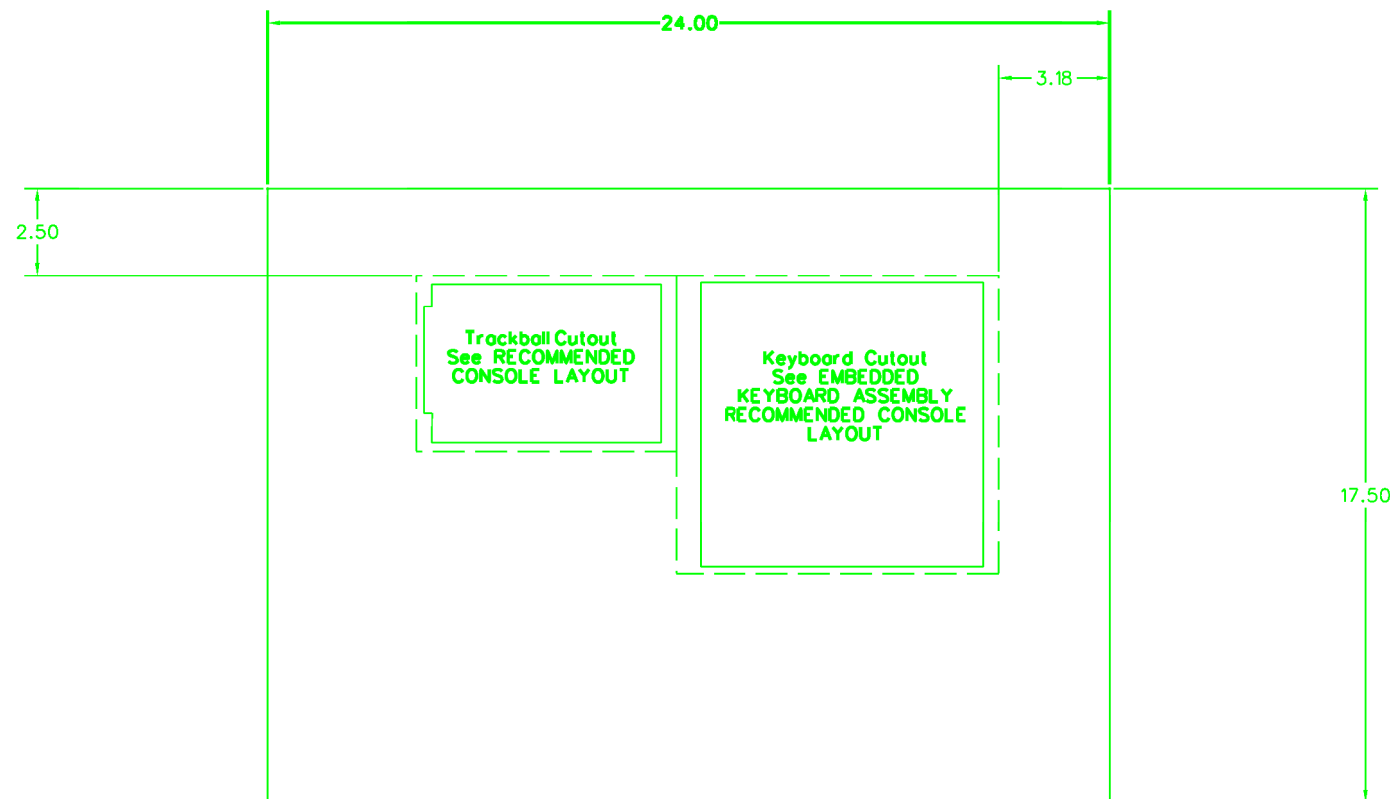 24.00
3.18
2.50
Trackball Cutout
See RECOMMENDED
CONSOLE LAYOUT
Keyboard Cutout
See EMBEDDED
KEYBOARD ASSEMBLY
RECOMMENDED CONSOLE
LAYOUT
17.50